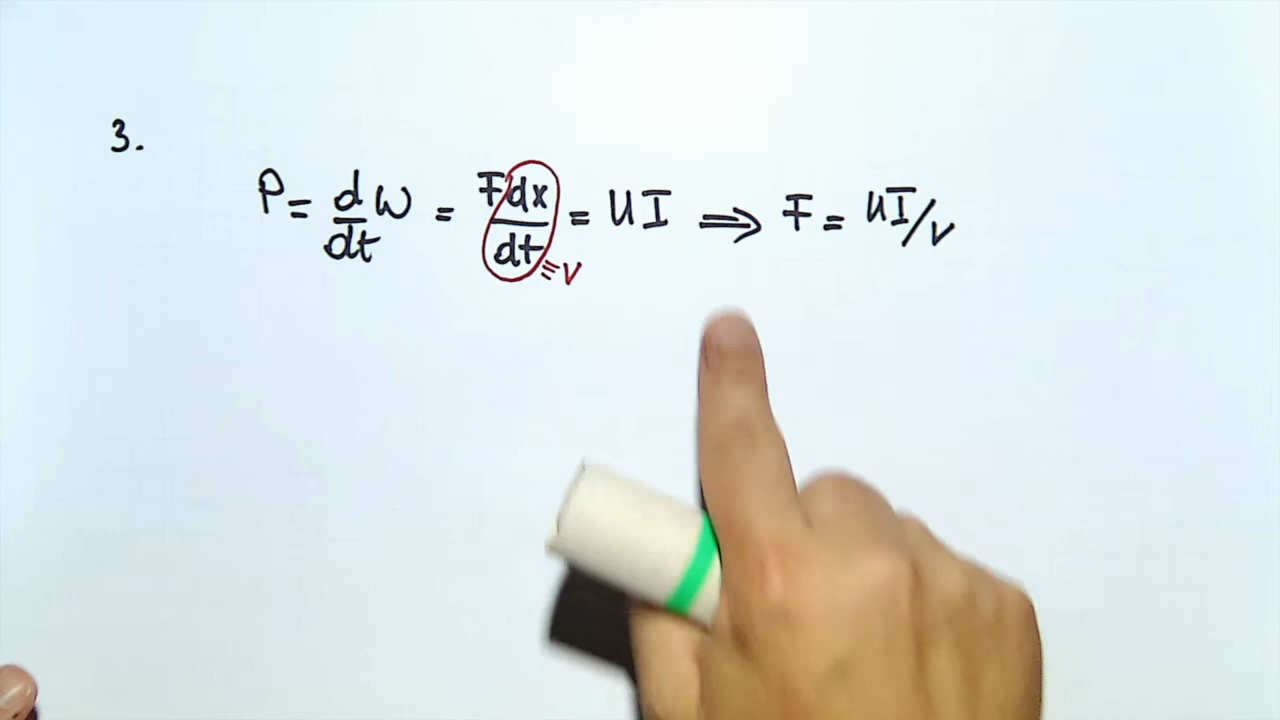 3.
P = d/dt W = F dx/dt ≡ v = UI ⟹ F = UI/v